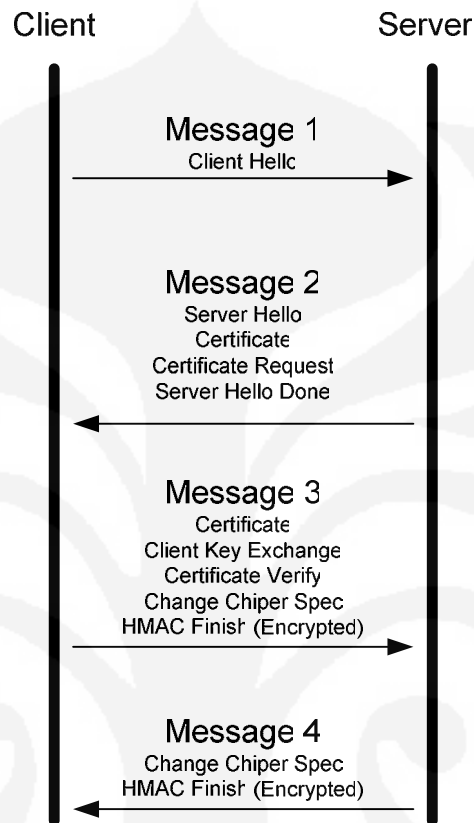 Client Server
Message 1
Client Hello
Message 2
Server Hello
Certificate
Certificate Request
Server Hello Done
Message 3
Certificate
Client Key Exchange
Certificate Verify
Change Chiper Spec
HMAC Finish (Encrypted)
Message 4
Change Chiper Spec
HMAC Finish (Encrypted)